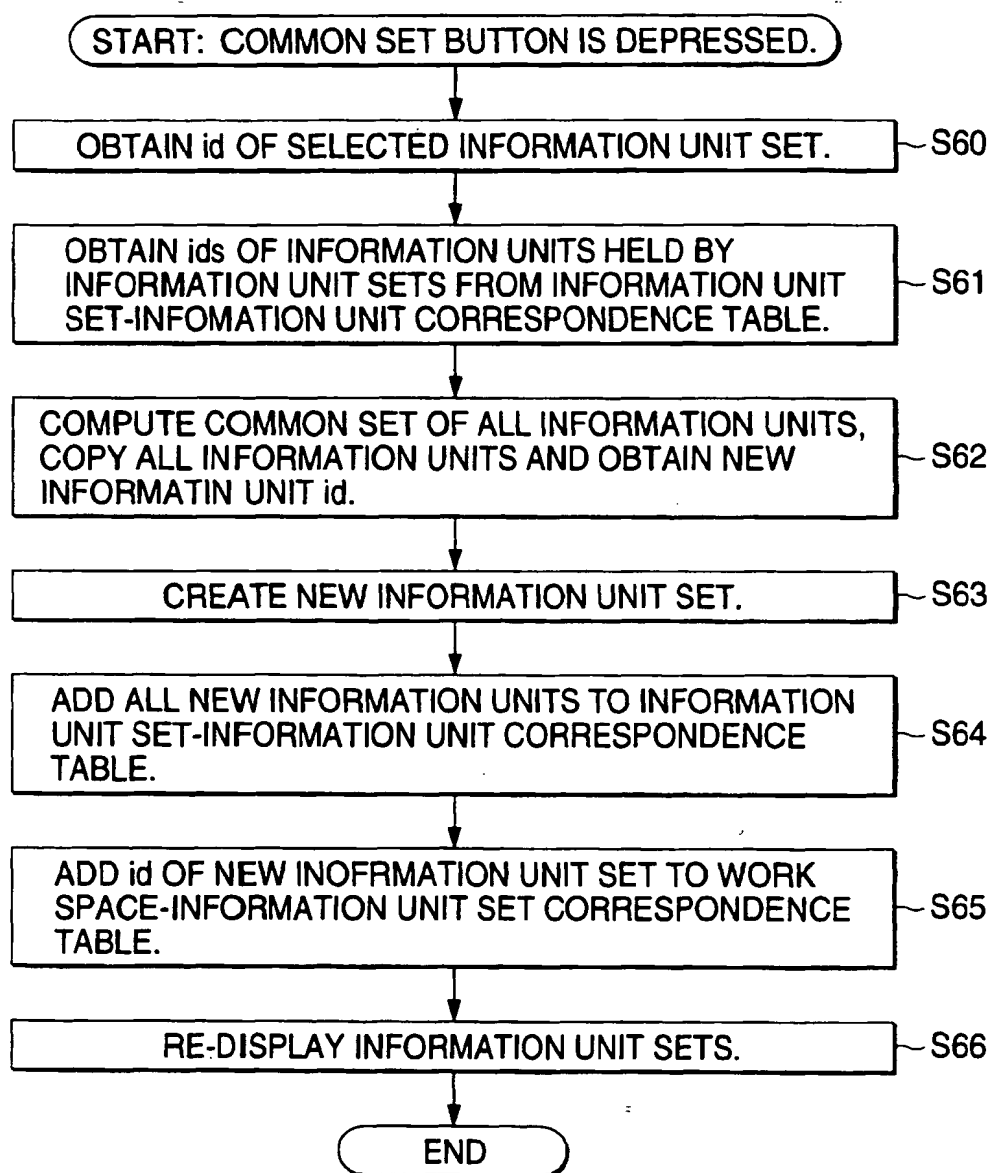 START: COMMON SET BUTTON IS DEPRESSED.
OBTAIN id OF SELECTED INFORMATION UNIT SET.
S60
OBTAIN ids OF INFORMATION UNITS HELD BY
INFORMATION UNIT SETS FROM INFORMATION UNIT
SET-INFOMATION UNIT CORRESPONDENCE TABLE.
S61
COMPUTE COMMON SET OF ALL INFORMATION UNITS,
COPY ALL INFORMATION UNITS AND OBTAIN NEW
INFORMATIN UNIT id.
S62
CREATE NEW INFORMATION UNIT SET.
S63
ADD ALL NEW INFORMATION UNITS TO INFORMATION
UNIT SET-INFORMATION UNIT CORRESPONDENCE
TABLE.
S64
ADD id OF NEW INOFRMATION UNIT SET TO WORK
SPACE-INFORMATION UNIT SET CORRESPONDENCE
TABLE.
S65
RE-DISPLAY INFORMATION UNIT SETS.
S66
END